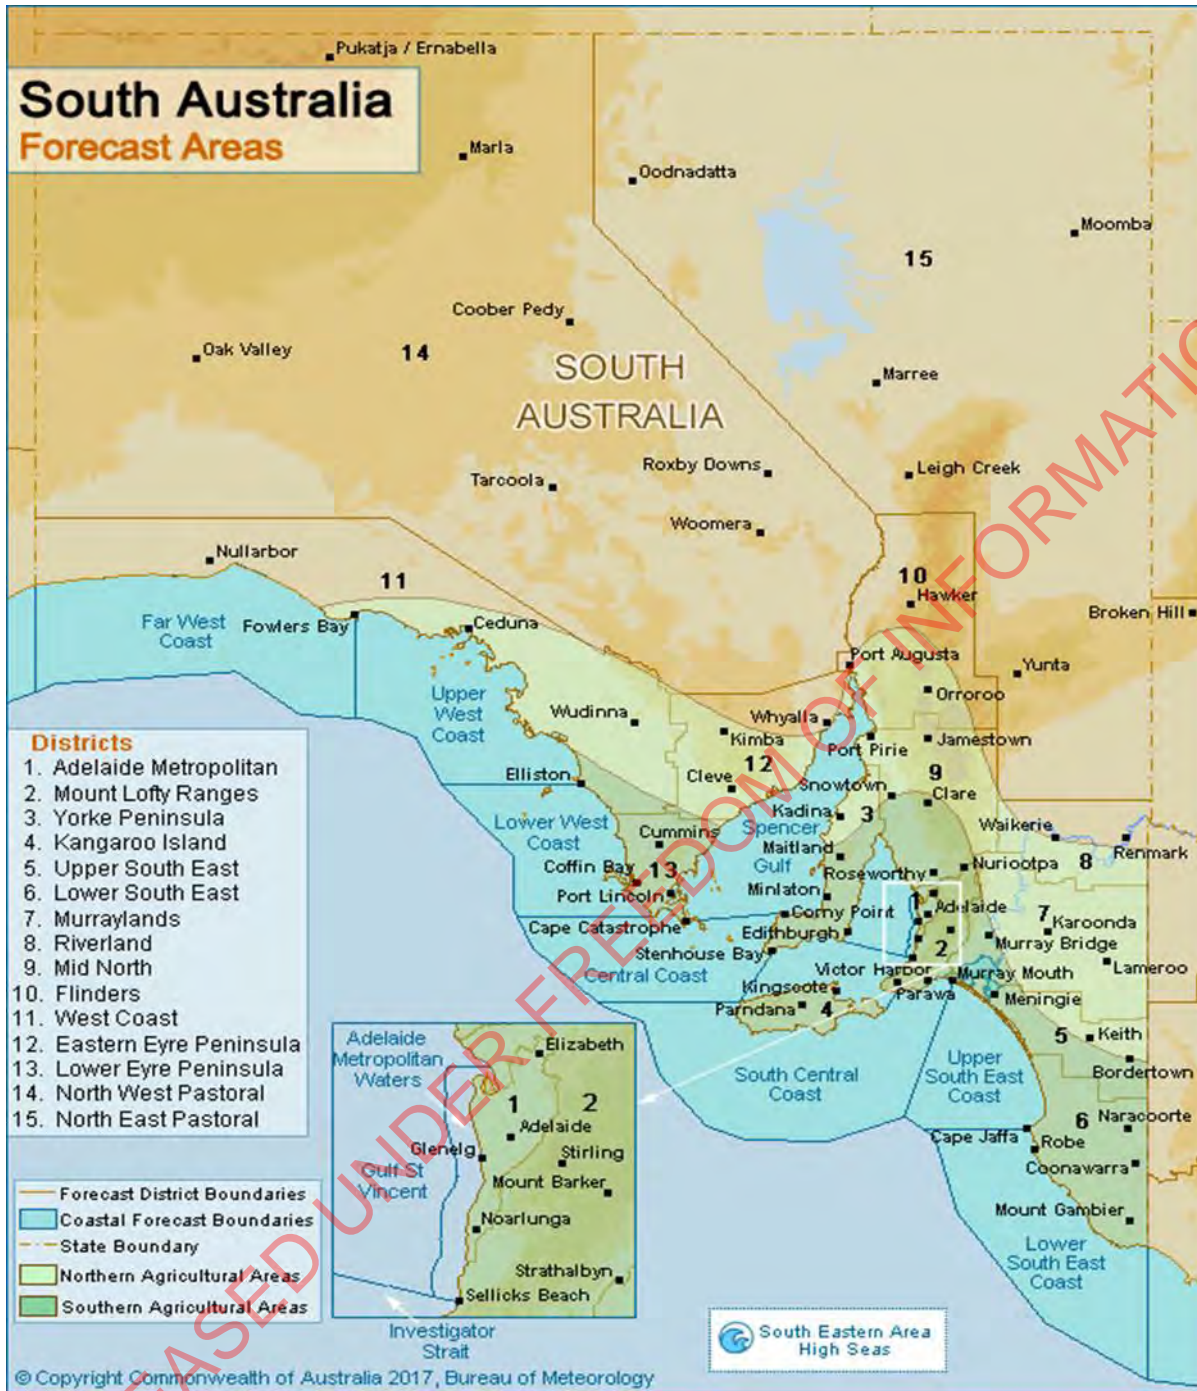 Pukatja / Ernabella
South Australia
Forecast Areas
Marla
Oodnadatta
Moomba
15
Coober Pedy
Oak Valley
14
SOUTH
AUSTRALIA
Marree
Roxby Downs
Leigh Creek
Tarcoola
Woomera
Nullarbor
11
10
Hawker
Broken Hill
Far West
Coast
Fowlers Bay
Ceduna
Port Augusta
Yunta
Upper
West
Coast
Orroroo
Wudinna
Whyalla
Kimba
Port Pirie
Jamestown
12
9
Elliston
Cleve
Snowtown
Clare
Kadina
3
Lower West
Coast
Cummins
Spencer
Gulf
Maitland
Waikerie
Renmark
8
Coffin Bay
13
Roseworthy
Nuriootpa
Port Lincoln
Minlaton
1
Adelaide
Corny Point
7
Karoonda
Cape Catastrophe
Edithburgh
2
Murray Bridge
Stenhouse Bay
Lameroo
Central Coast
Victor Harbor
Murray Mouth
Kingscote
Parawa
Meningie
Parndana
4
5
Keith
Bordertown
South Central
Coast
Upper
South East
Coast
6
Naracoorte
Cape Jaffa
Robe
Coonawarra
Mount Gambier
Lower
South East
Coast
Districts
1. Adelaide Metropolitan
2. Mount Lofty Ranges
3. Yorke Peninsula
4. Kangaroo Island
5. Upper South East
6. Lower South East
7. Murraylands
8. Riverland
9. Mid North
10. Flinders
11. West Coast
12. Eastern Eyre Peninsula
13. Lower Eyre Peninsula
14. North West Pastoral
15. North East Pastoral
Forecast District Boundaries
Coastal Forecast Boundaries
State Boundary
Northern Agricultural Areas
Southern Agricultural Areas
Adelaide
Metropolitan
Waters
Elizabeth
1
2
Adelaide
Glenelg
Stirling
Gulf St
Vincent
Mount Barker
Noarlunga
Strathalbyn
Sellicks Beach
Investigator
Strait
South Eastern Area
High Seas
© Copyright Commonwealth of Australia 2017, Bureau of Meteorology
UNDER FREEDOM OF